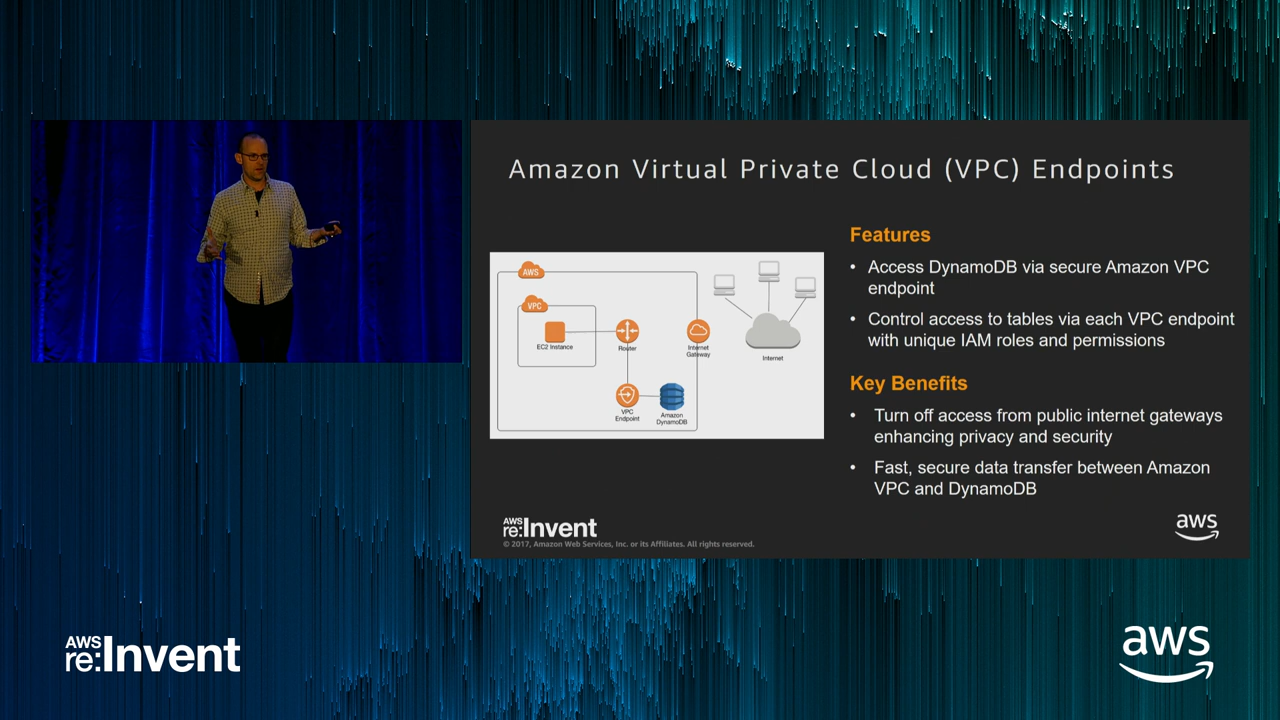 Amazon Virtual Private Cloud (VPC) Endpoints
AWS
VPC
EC2 Instance
Router
Internet
Gateway
Internet
VPC
Endpoint
Amazon
DynamoDB
Features
• Access DynamoDB via secure Amazon VPC
endpoint
• Control access to tables via each VPC endpoint
with unique IAM roles and permissions
Key Benefits
• Turn off access from public internet gateways
enhancing privacy and security
• Fast, secure data transfer between Amazon
VPC and DynamoDB
AWS
re:Invent
© 2017, Amazon Web Services, Inc. or its Affiliates. All rights reserved.
aws
AWS
re:Invent
aws